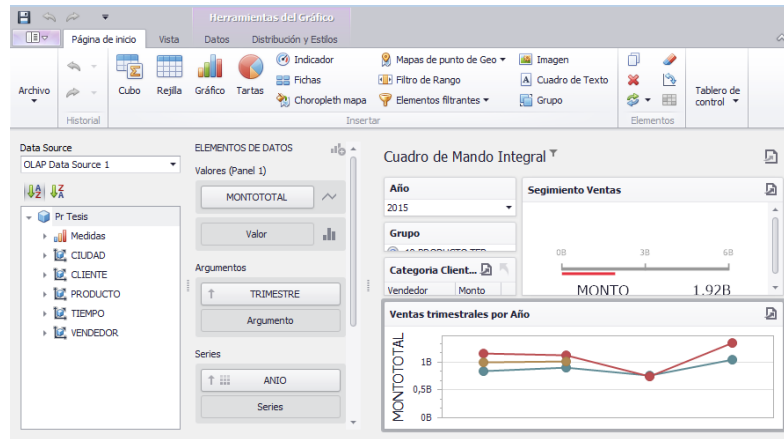 Herramientas del Gráfico
Página de inicio Vista Datos Distribución y Estilos
Archivo
Historial
Cubo Rejilla Gráfico Tartas
Indicador
Fichas
Choropleth mapa
Mapas de punto de Geo
Filtro de Rango
Elementos filtrantes
Imagen
Cuadro de Texto
Grupo
Insertar
Elementos
Tablero de
control
Data Source
OLAP Data Source 1
Pr Tesis
Medidas
CIUDAD
CLIENTE
PRODUCTO
TIEMPO
VENDEDOR
ELEMENTOS DE DATOS
Valores (Panel 1)
MONTOTOTAL
Valor
Argumentos
TRIMESTRE
Argumento
Series
ANIO
Series
Cuadro de Mando Integral
Año
2015
Grupo
Categoria Client...
Vendedor Monto
Segimiento Ventas
0B 3B 6B
MONTO 1.92B
Ventas trimestrales por Año
MONTOTOTAL
1B
0,5B
0B